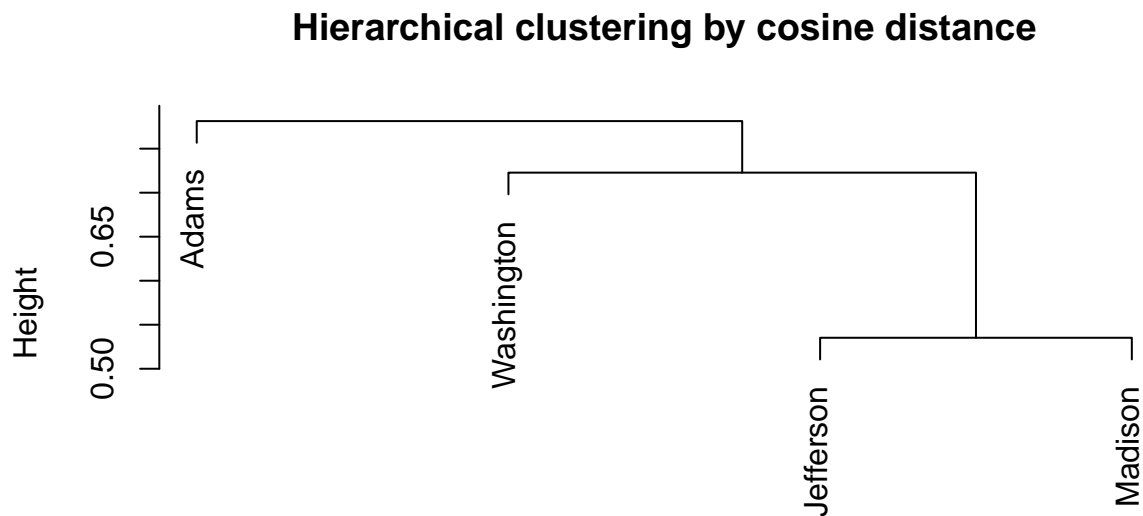 Hierarchical clustering by cosine distance
Height
0.50
0.65
Adams
Washington
Jefferson
Madison